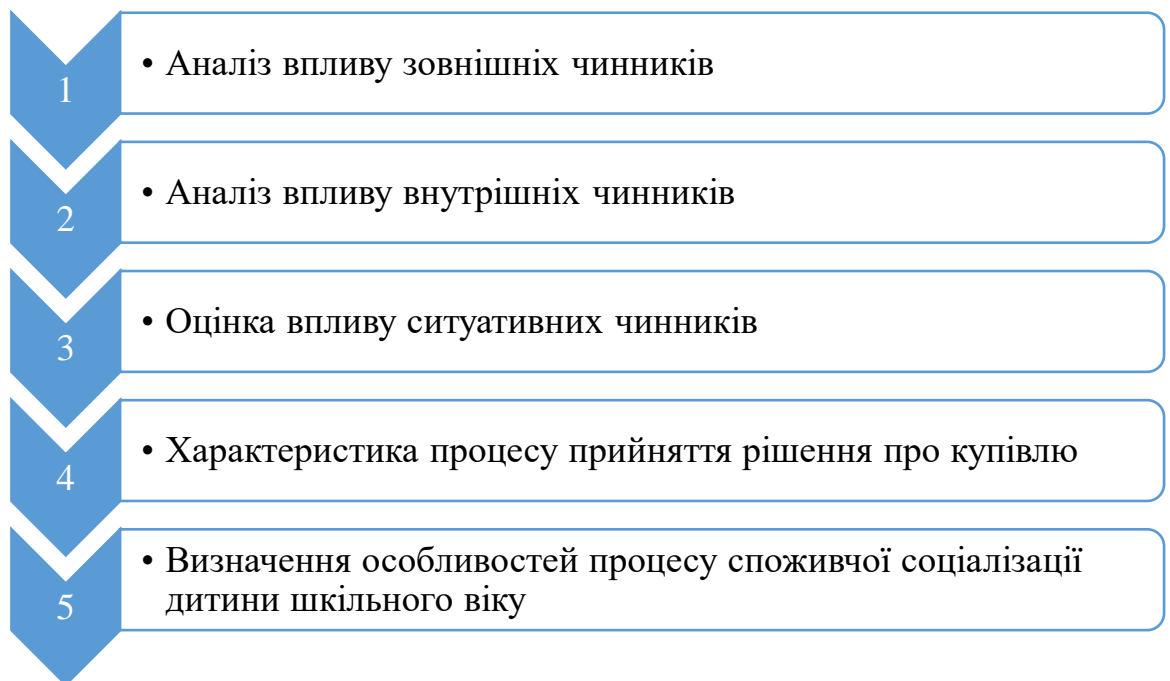 1
• Аналіз впливу зовнішніх чинників
2
• Аналіз впливу внутрішніх чинників
3
• Оцінка впливу ситуативних чинників
4
• Характеристика процесу прийняття рішення про купівлю
5
• Визначення особливостей процесу споживчої соціалізації
дитини шкільного віку